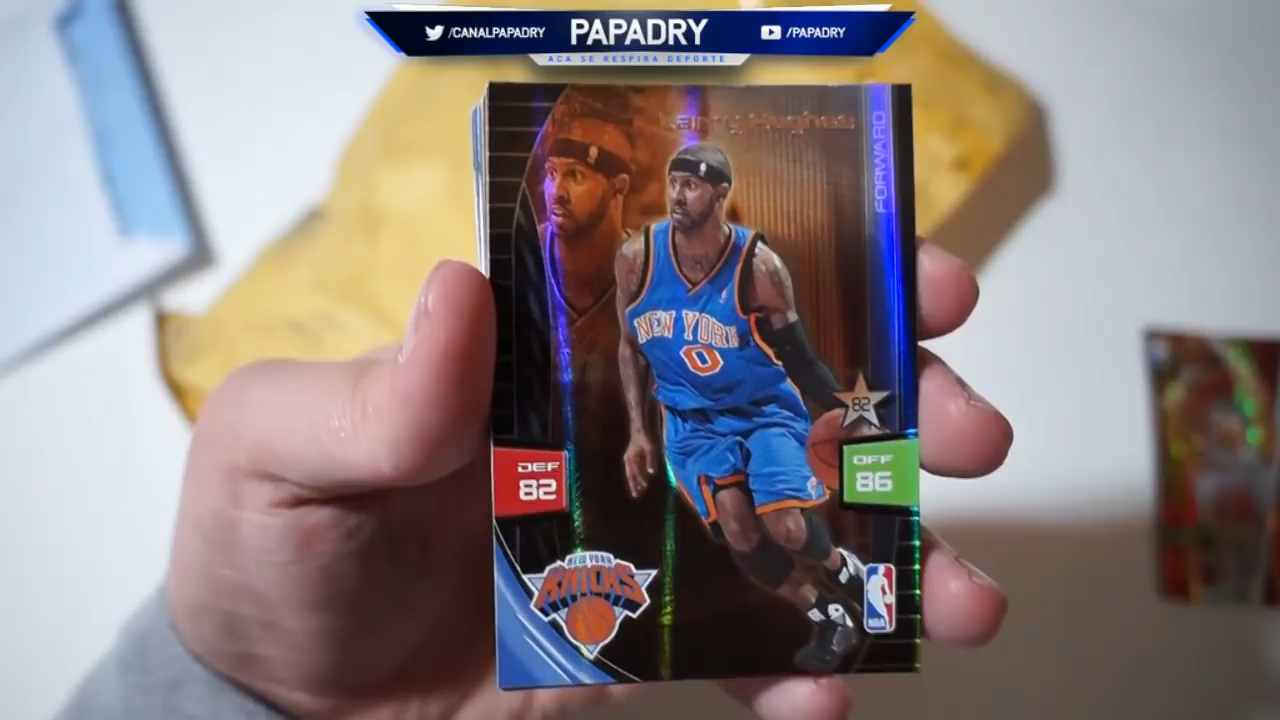 /CANALPAPADRY
PAPADRY
/PAPADRY
ACA SE RESPIRA DEPORTE
Larry Hughes
FORWARD
NEW YORK
0
82
DEF
82
OFF
86
NEW YORK
KNICKS
NBA